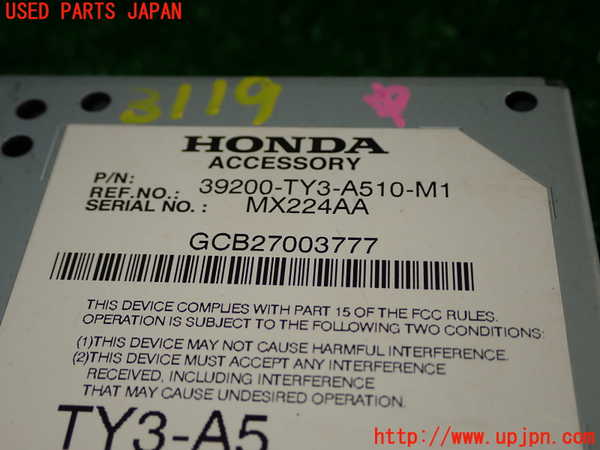 USED PARTS JAPAN
3119
HONDA
ACCESSORY
P/N: 39200-TY3-A510-M1
REF.NO.: MX224AA
SERIAL NO. :
GCB27003777
THIS DEVICE COMPLIES WITH PART 15 OF THE FCC RULES.
OPERATION IS SUBJECT TO THE FOLLOWING TWO CONDITIONS:
(1)THIS DEVICE MAY NOT CAUSE HARMFUL INTERFERENCE.
(2)THIS DEVICE MUST ACCEPT ANY INTERFERENCE
RECEIVED, INCLUDING INTERFERENCE
THAT MAY CAUSE UNDESIRED OPERATION.
TY3-A5
http://www.upjpn.com/